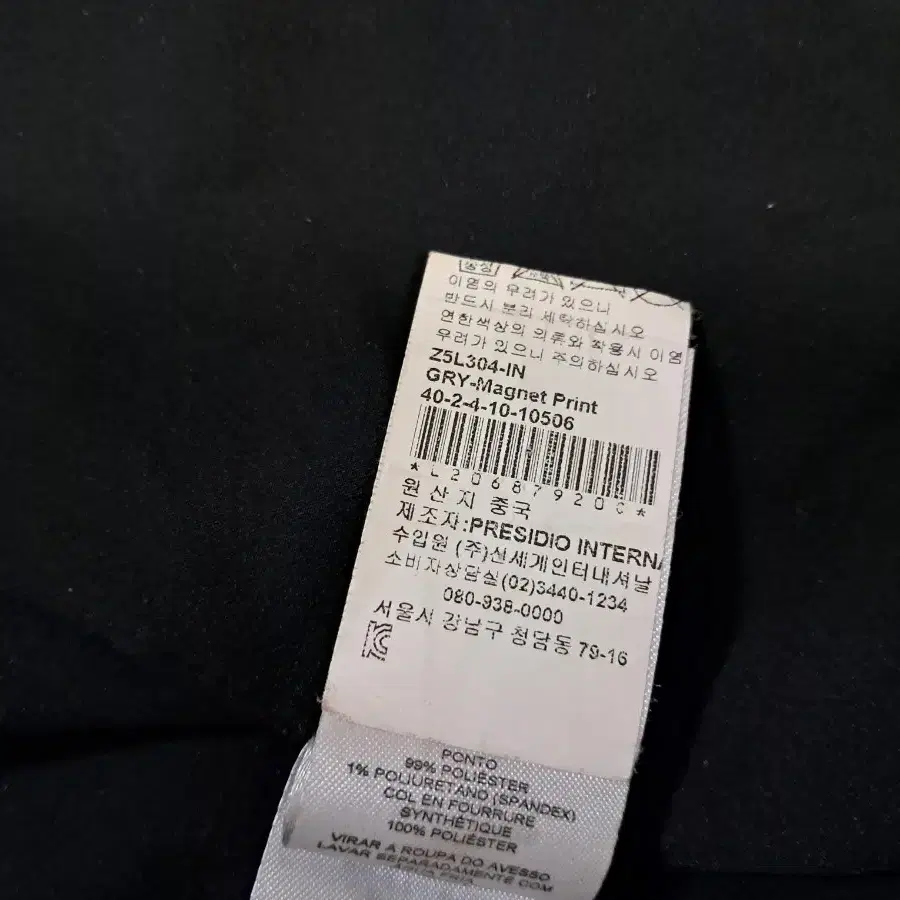 이염의 우려가 있으니
반드시 분리 세탁하십시오
연한색상의 의류와 착용시 이염
우려가 있으니 주의하십시오
Z5L304-IN
GRY-Magnet Print
40-2-4-10-10506
*L20687920C*
원 산 지 중국
제조자:PRESIDIO INTERNA
수입원 (주)신세계인터내셔날
소비자상담실(02)3440-1234
080-938-0000
서울시 강남구 청담동 79-16
PONTO
99% POLIÉSTER
1% POLIURETANO (SPANDEX)
COL EN FOURRURE
SYNTHÉTIQUE
100% POLIÉSTER
VIRAR A ROUPA DO AVESSO
LAVAR SEPARADAMENTE COM
FRIA